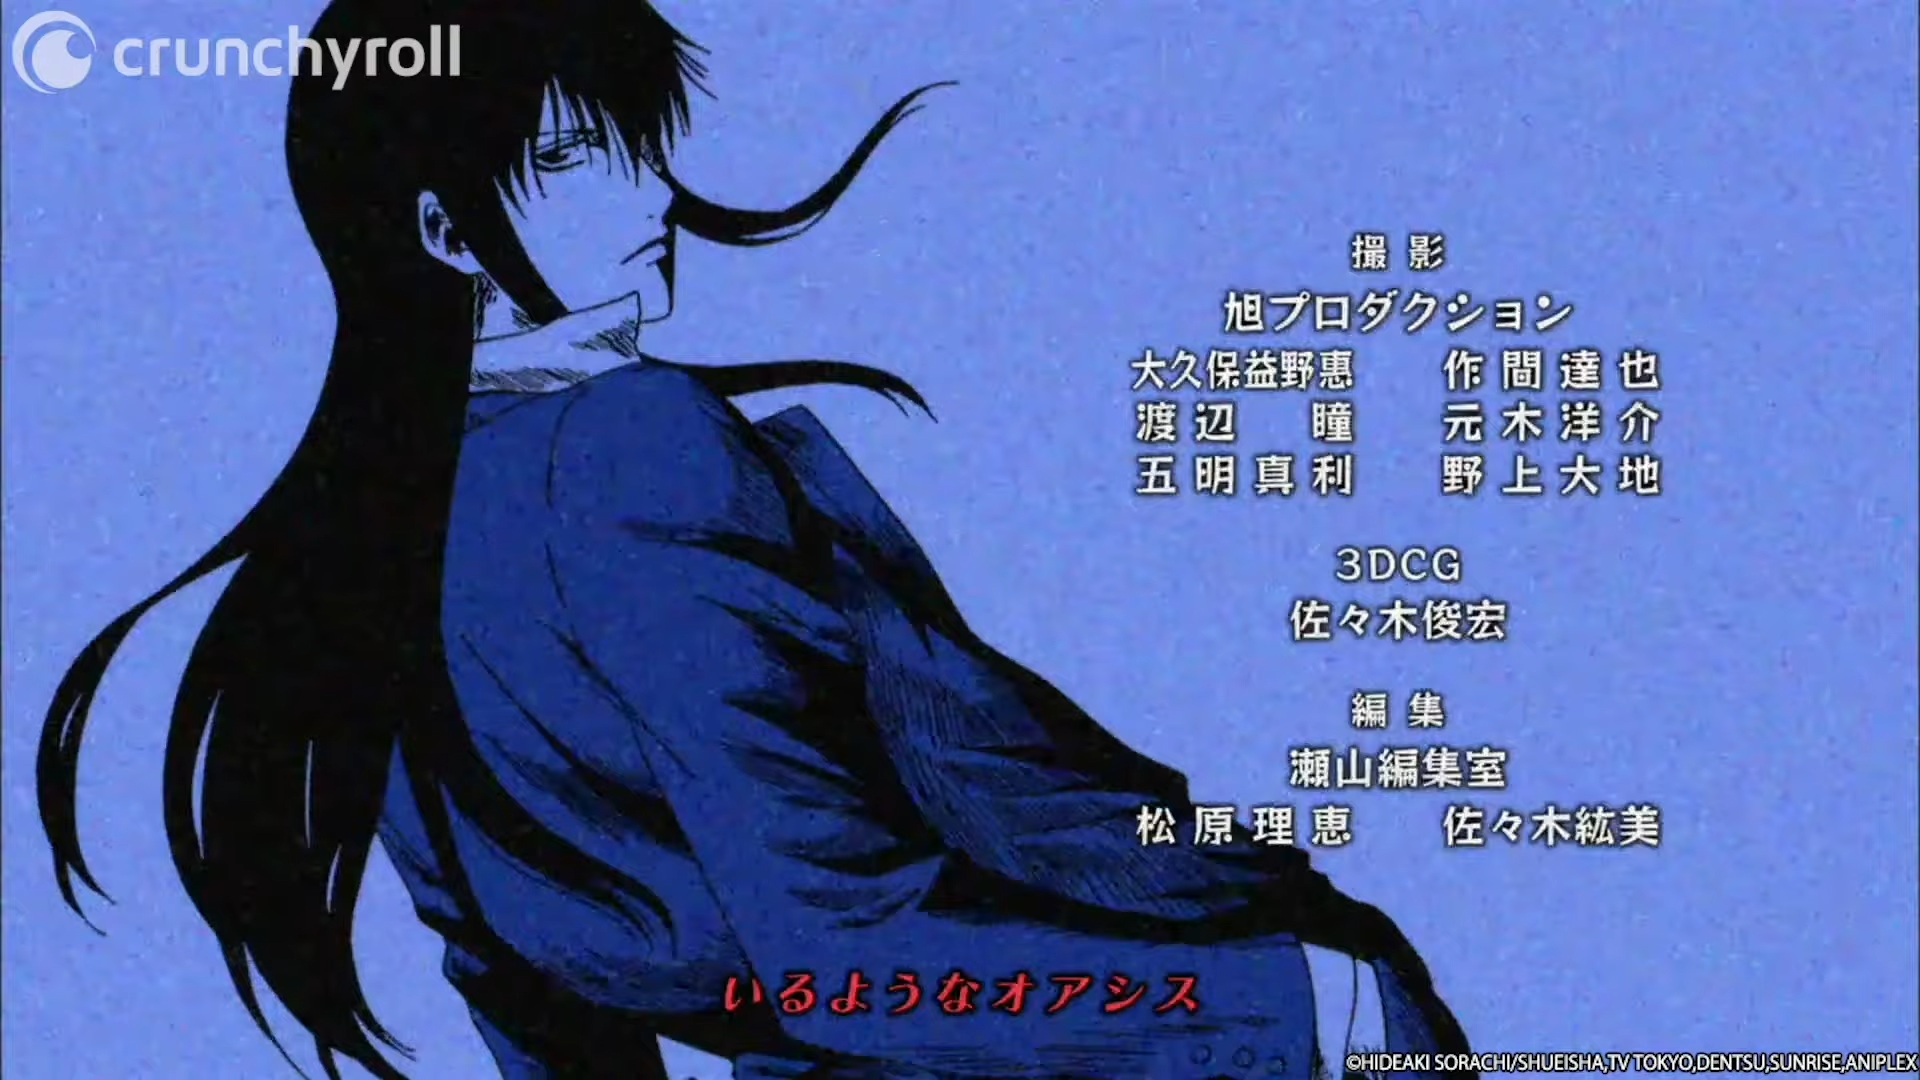 crunchyroll
撮影
旭プロダクション
大久保益野惠 作間達也
渡辺瞳 元木洋介
五明真利 野上大地
3DCG
佐々木俊宏
編集
瀬山編集室
松原理恵 佐々木紘美
いるようなオアシス
©HIDEAKI SORACHI/SHUEISHA,TV TOKYO,DENTSU,SUNRISE,ANIPLEX